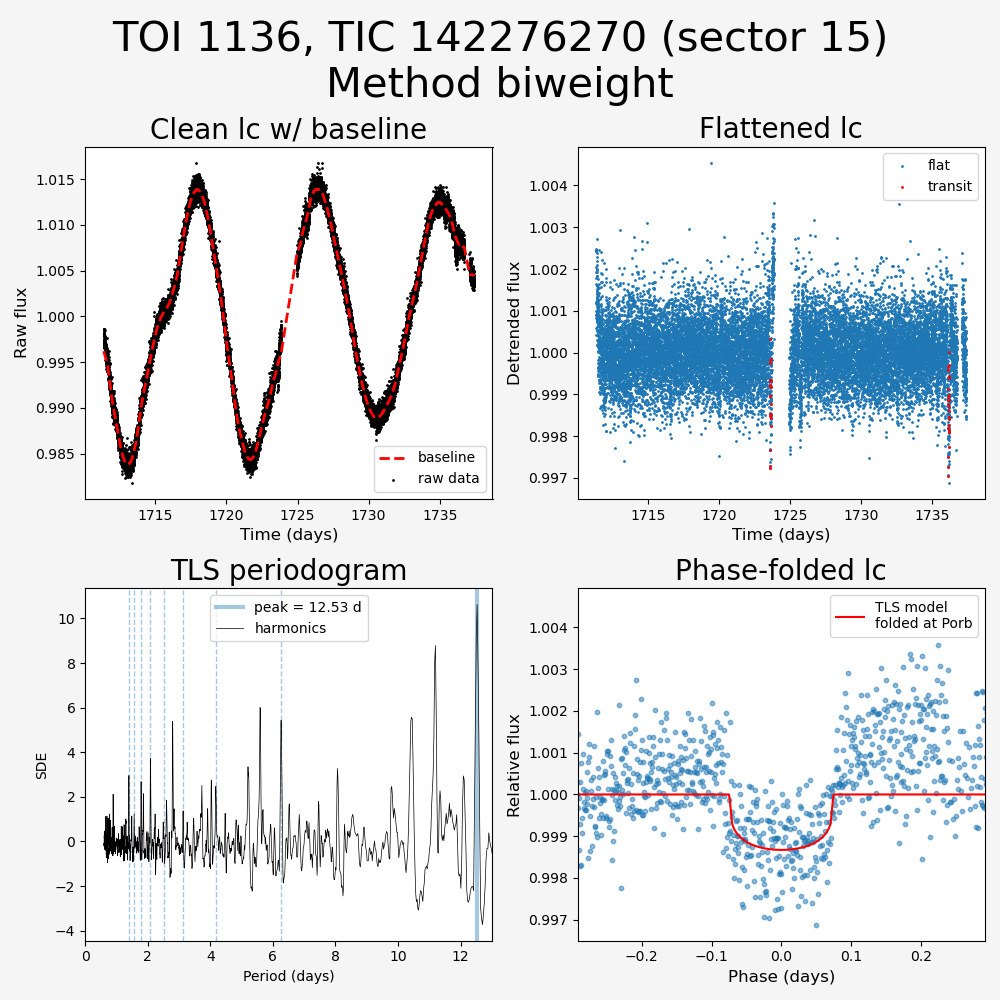 TOI 1136, TIC 142276270 (sector 15)
Method biweight
Clean lc w/ baseline
Raw flux
1.015
1.010
1.005
1.000
0.995
0.990
0.985
baseline
raw data
1715
1720
1725
1730
1735
Time (days)
Flattened lc
Detrended flux
1.004
1.003
1.002
1.001
1.000
0.999
0.998
0.997
flat
transit
1715
1720
1725
1730
1735
Time (days)
TLS periodogram
SDE
10
8
6
4
2
0
−2
−4
peak = 12.53 d
harmonics
0
2
4
6
8
10
12
Period (days)
Phase-folded lc
Relative flux
1.004
1.003
1.002
1.001
1.000
0.999
0.998
0.997
TLS model
folded at Porb
−0.2
−0.1
0.0
0.1
0.2
Phase (days)